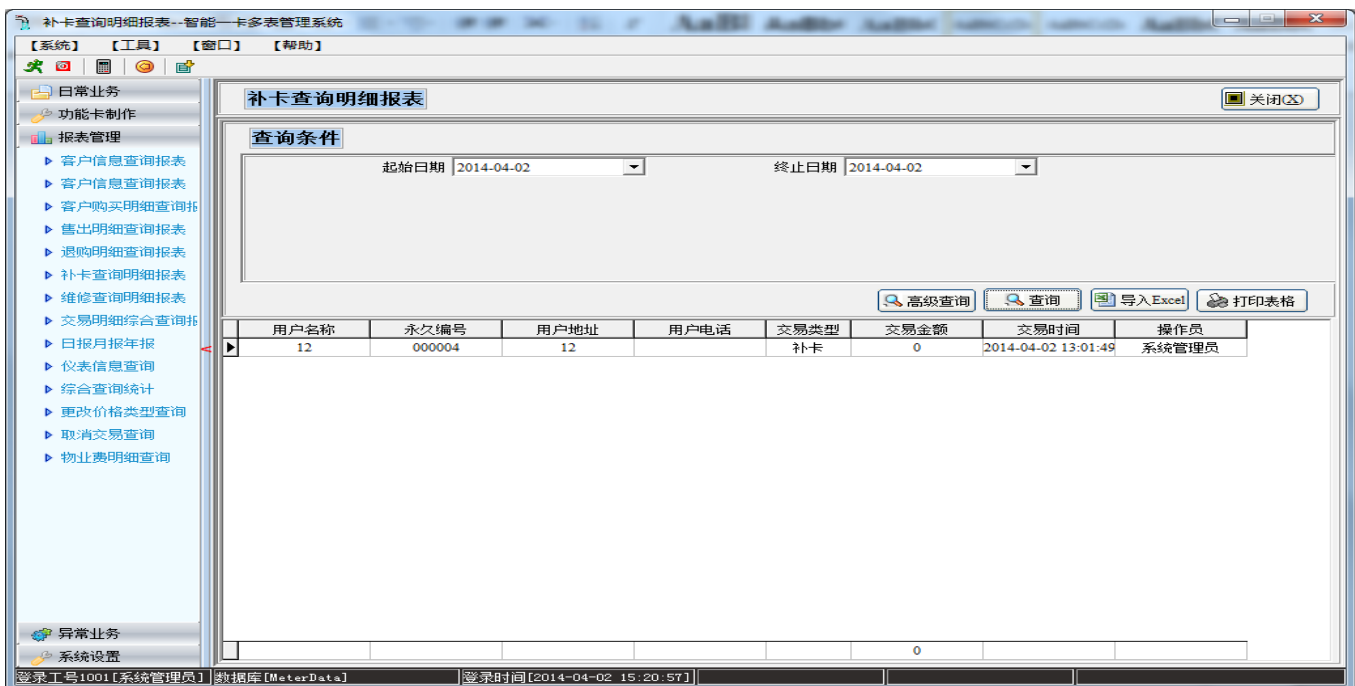 补卡查询明细报表--智能一卡多表管理系统
【系统】 【工具】 【窗口】 【帮助】
日常业务
功能卡制作
报表管理
客户信息查询报表
客户信息查询报表
客户购买明细查询报
售出明细查询报表
退购明细查询报表
补卡查询明细报表
维修查询明细报表
交易明细综合查询报
日报月报年报
仪表信息查询
综合查询统计
更改价格类型查询
取消交易查询
物业费明细查询
异常业务
系统设置
补卡查询明细报表 关闭(X)
查询条件
起始日期 2014-04-02 终止日期 2014-04-02
高级查询 查询 导入Excel 打印表格
用户名称 永久编号 用户地址 用户电话 交易类型 交易金额 交易时间 操作员
12 000004 12 补卡 0 2014-04-02 13:01:49 系统管理员
0
登录工号1001[系统管理员] 数据库[MeterData] 登录时间[2014-04-02 15:20:57]